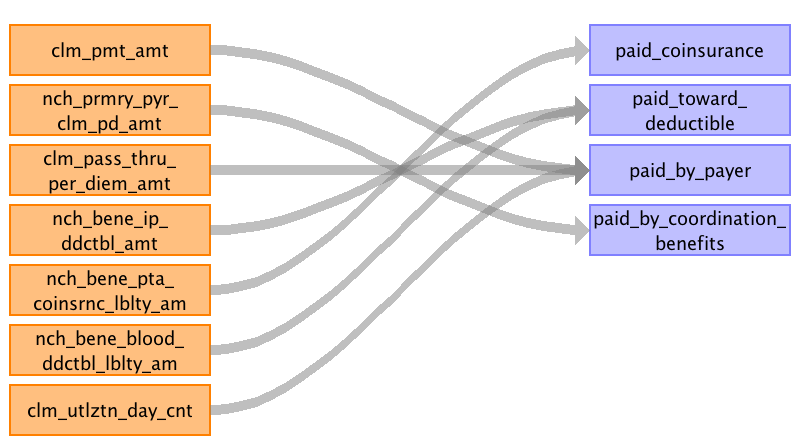 clm_pmt_amt
nch_prmry_pyr_
clm_pd_amt
clm_pass_thru_
per_diem_amt
nch_bene_ip_
ddctbl_amt
nch_bene_pta_
coinsrnc_lblty_am
nch_bene_blood_
ddctbl_lblty_am
clm_utlztn_day_cnt
paid_coinsurance
paid_toward_
deductible
paid_by_payer
paid_by_coordination_
benefits